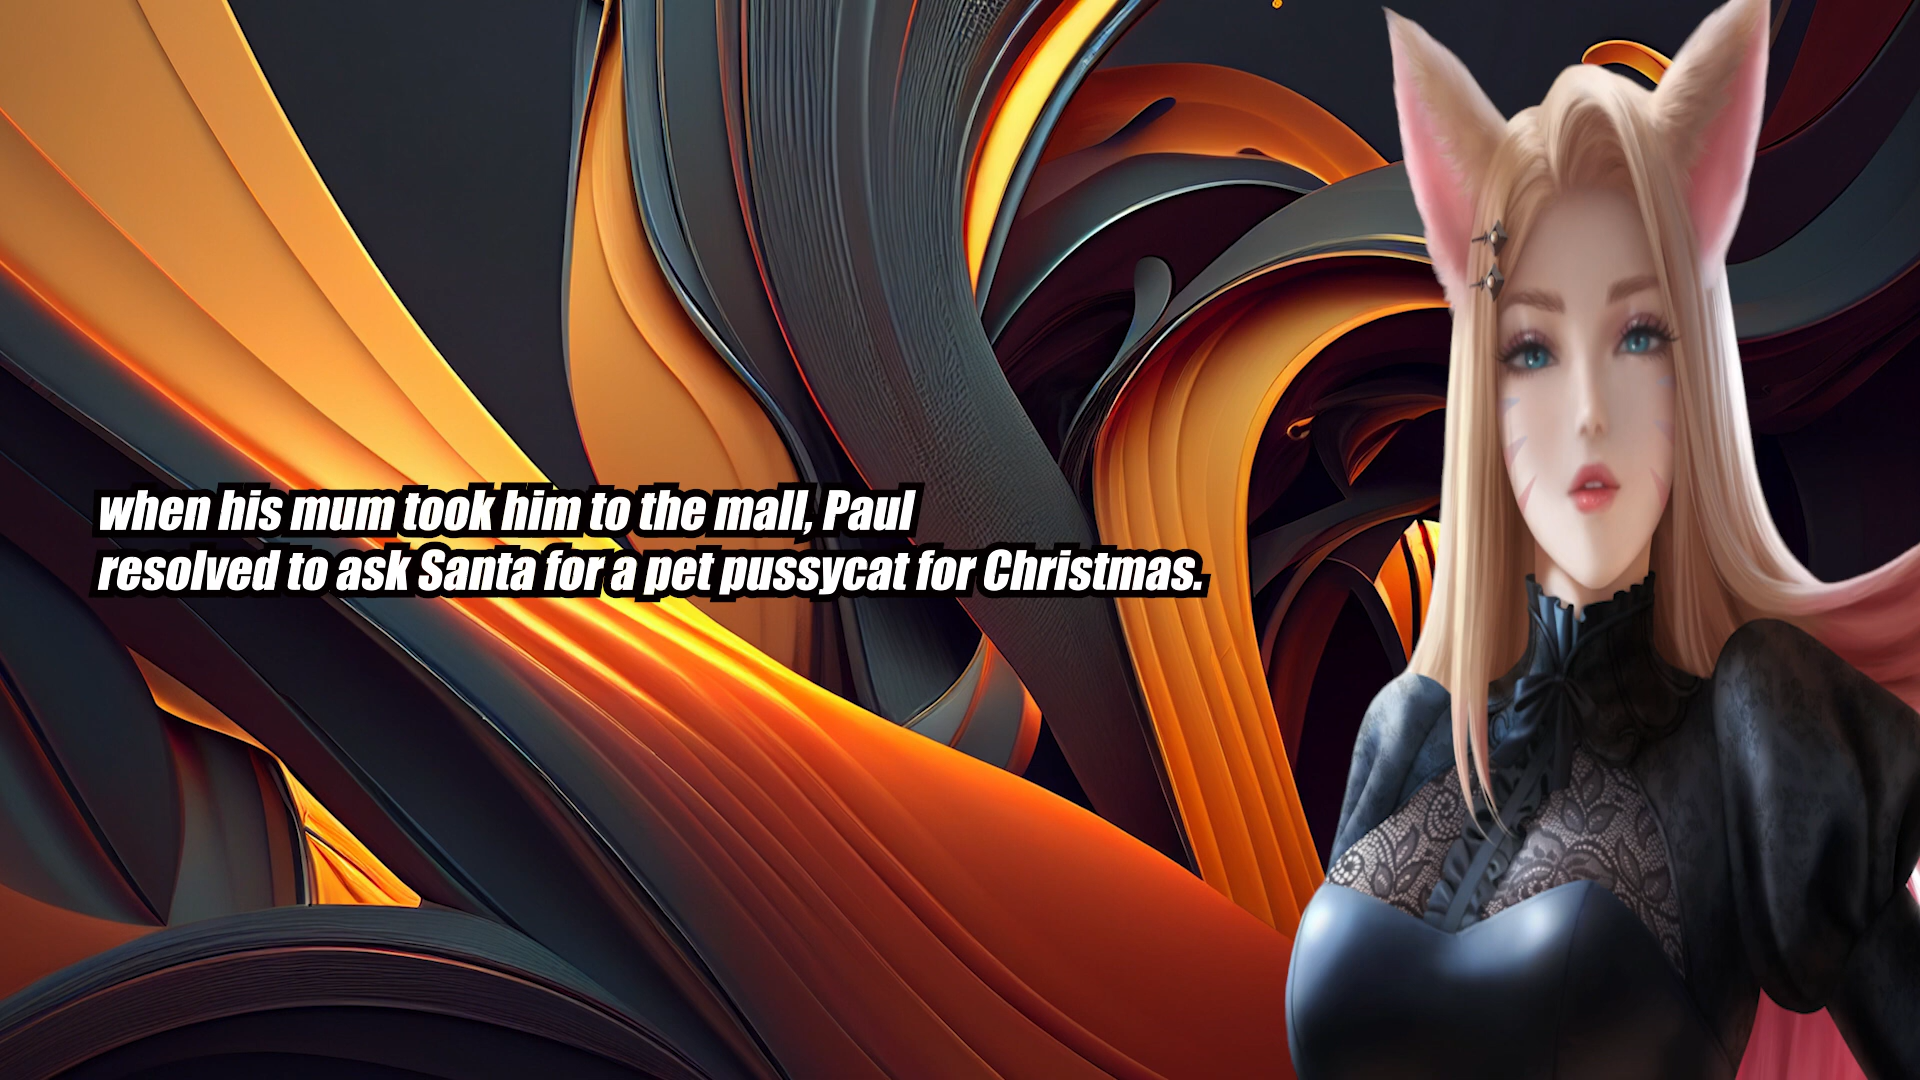 when his mum took him to the mall, Paul
resolved to ask Santa for a pet pussycat for Christmas.